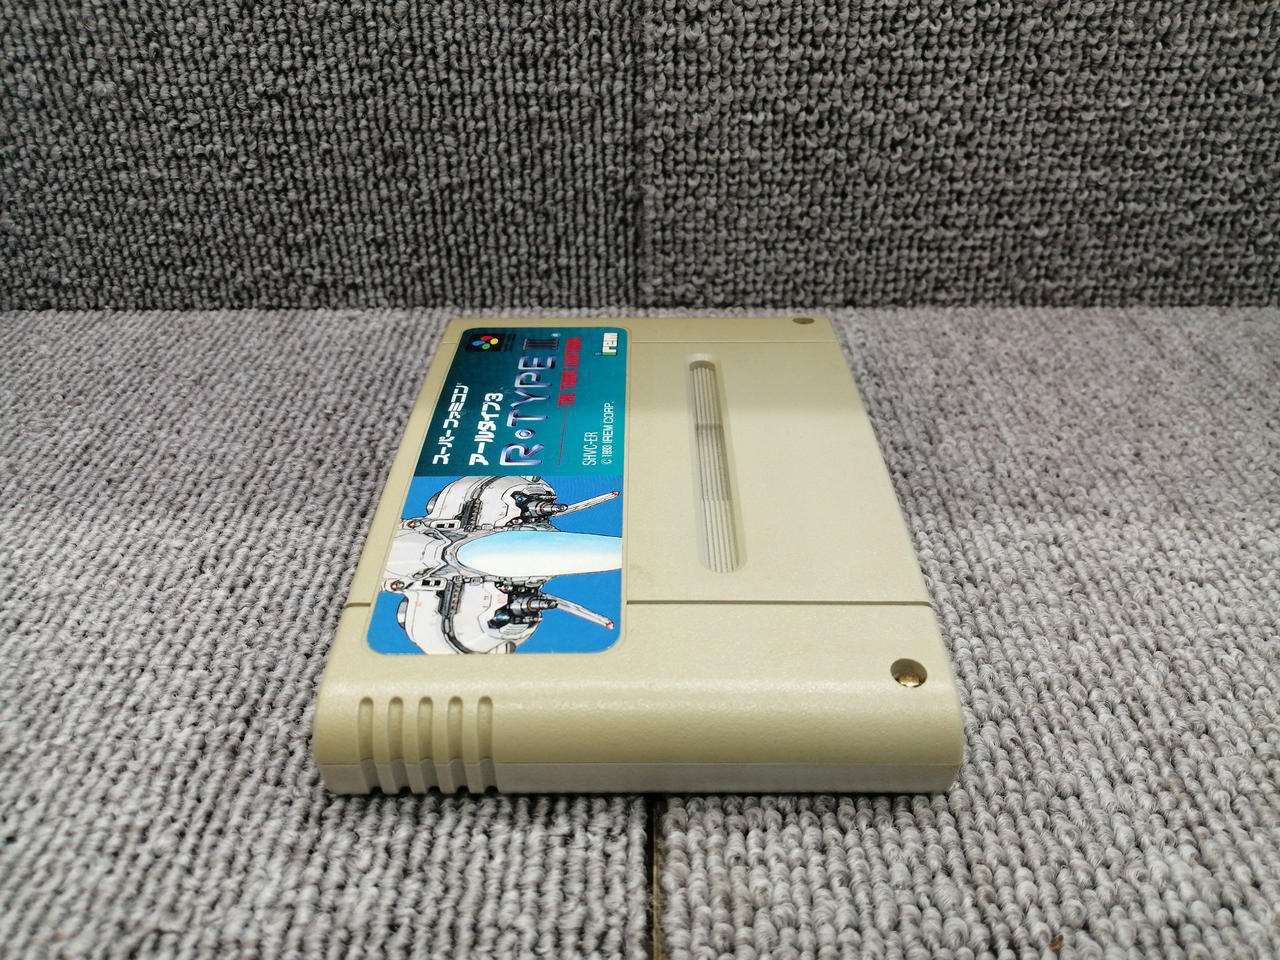 スーパーファミコン
アールタイプ3
R・TYPE III
THE THIRD LIGHTNING
IREM
SHVC-ER
© 1993 IREM CORP.